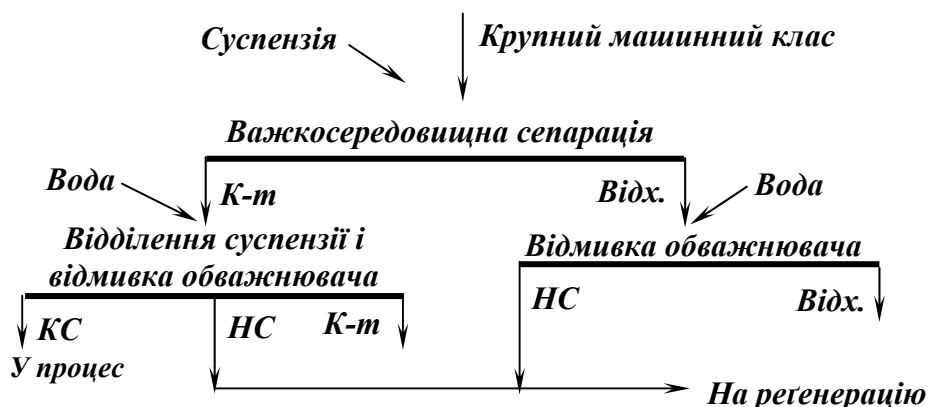 Суспензія
Крупний машинний клас
Важкосередовищна сепарація
Вода
К-т
Відх.
Вода
Відділення суспензії і
відмивка обважнювача
Відмивка обважнювача
КС
НС
К-т
НС
Відх.
У процес
На реґенерацію